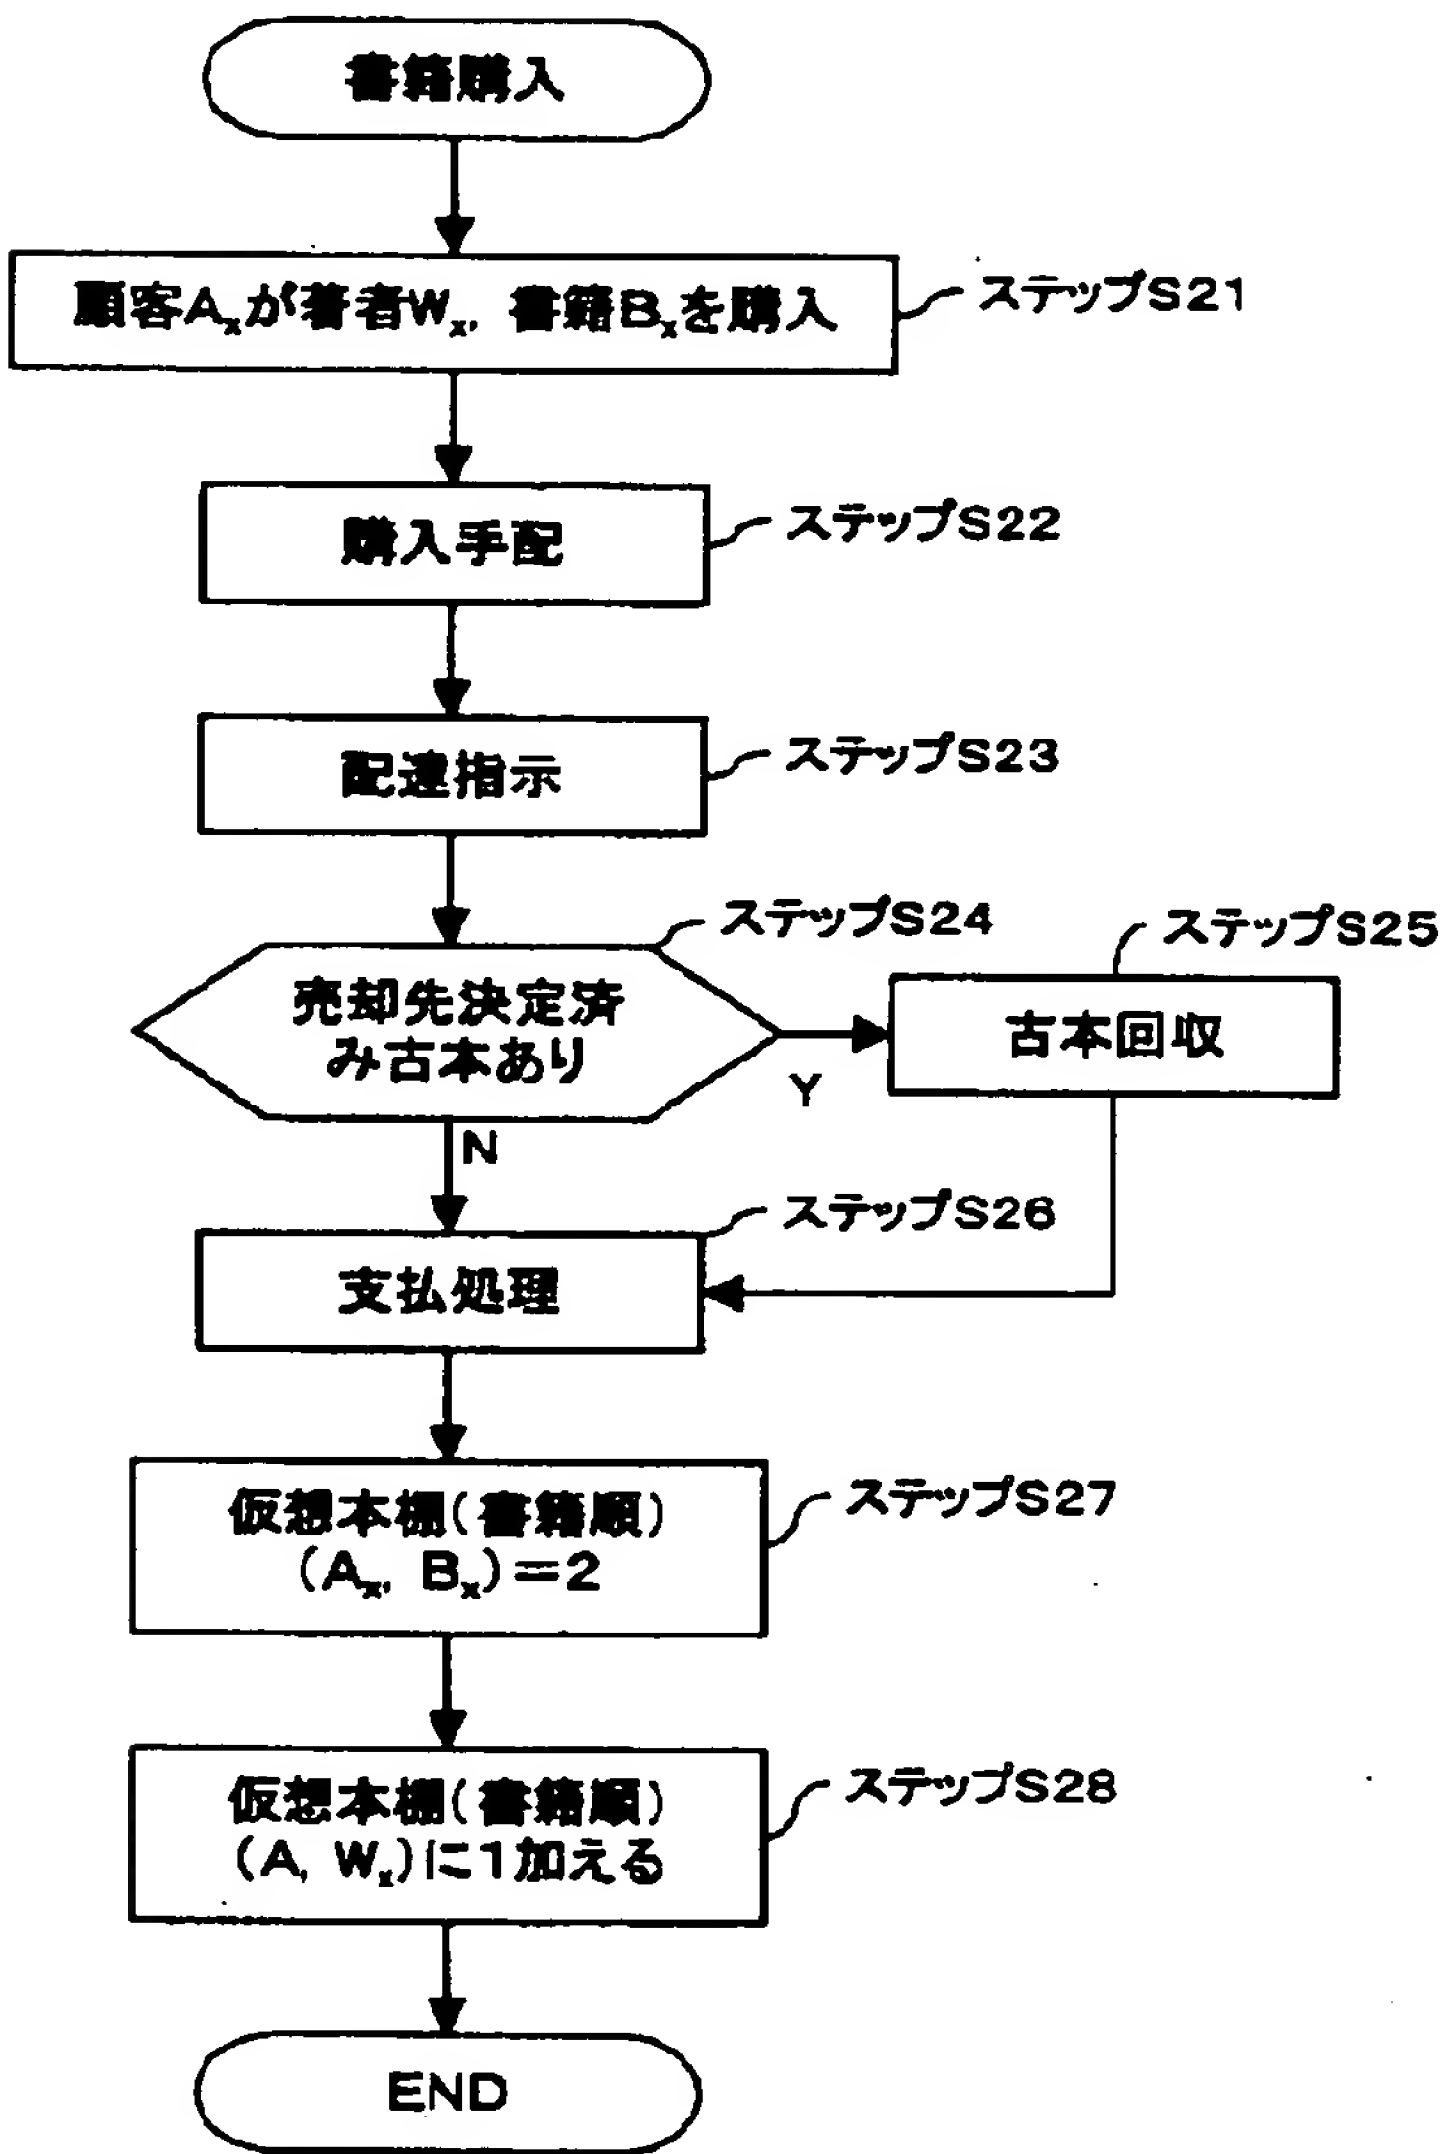 書籍購入
顧客Axが著者Wx, 書籍Bxを購入
ステップS21
購入手配
ステップS22
配達指示
ステップS23
売却先決定済
み古本あり
ステップS24
Y
N
古本回収
ステップS25
支払処理
ステップS26
仮想本棚(書籍順)
(Ax, Bx)=2
ステップS27
仮想本棚(書籍順)
(A, Wx)に1加える
ステップS28
END